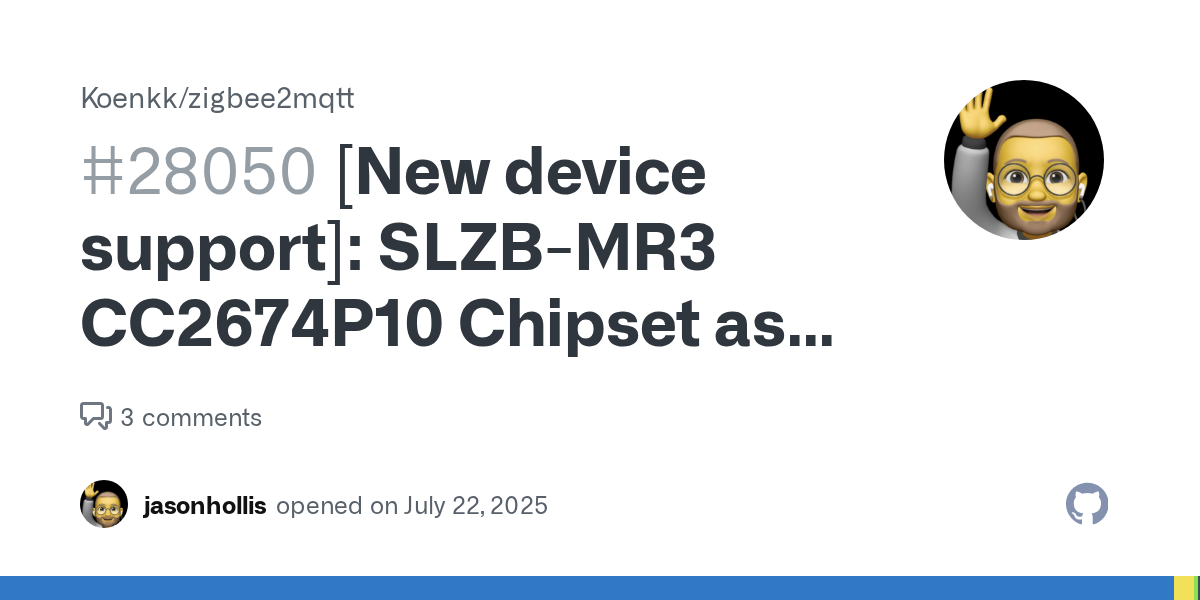 Koenkk/zigbee2mqtt
#28050 [New device
support]: SLZB-MR3
CC2674P10 Chipset as...
3 comments
jasonhollis opened on July 22, 2025